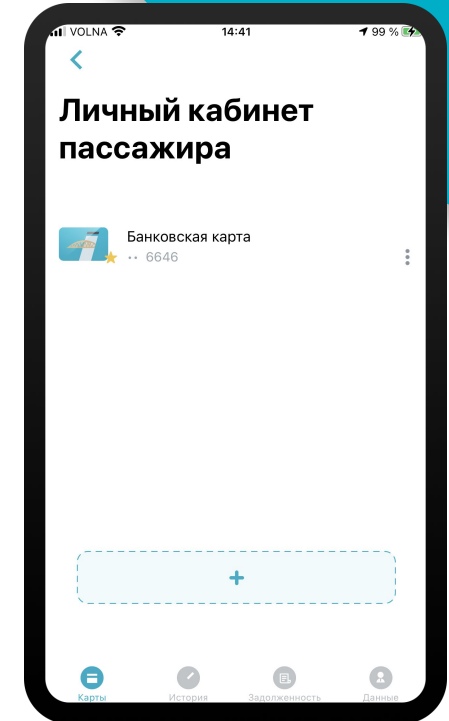 VOLNA 14:41 99 %
Личный кабинет
пассажира
Банковская карта
·· 6646
+
Карты История Задолженность Данные